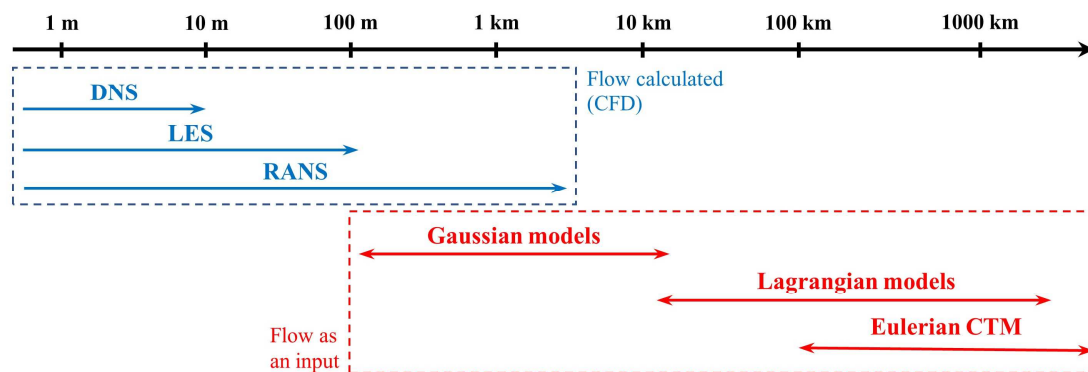 1 m 10 m 100 m 1 km 10 km 100 km 1000 km
Flow calculated
(CFD)
DNS
LES
RANS
Gaussian models
Lagrangian models
Eulerian CTM
Flow as
an input